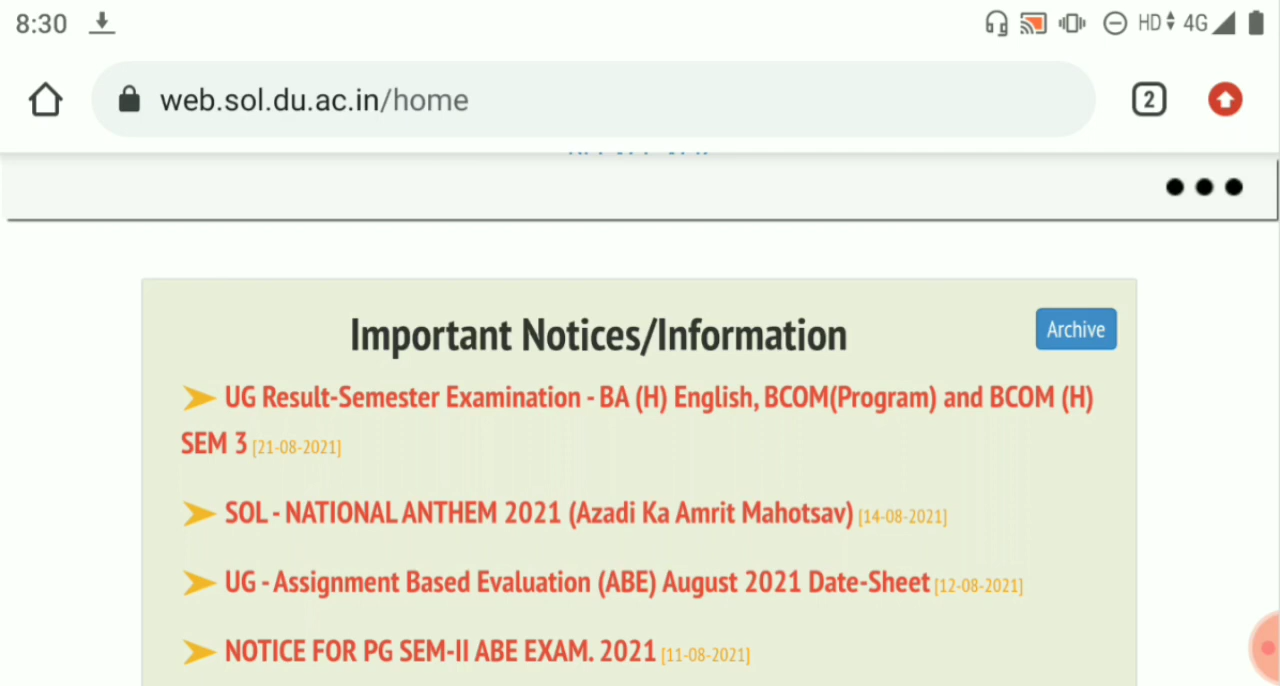 8:30
HD 4G
web.sol.du.ac.in/home
2
Important Notices/Information
Archive
UG Result-Semester Examination - BA (H) English, BCOM(Program) and BCOM (H)
SEM 3 [21-08-2021]
SOL - NATIONAL ANTHEM 2021 (Azadi Ka Amrit Mahotsav) [14-08-2021]
UG - Assignment Based Evaluation (ABE) August 2021 Date-Sheet [12-08-2021]
NOTICE FOR PG SEM-II ABE EXAM. 2021 [11-08-2021]